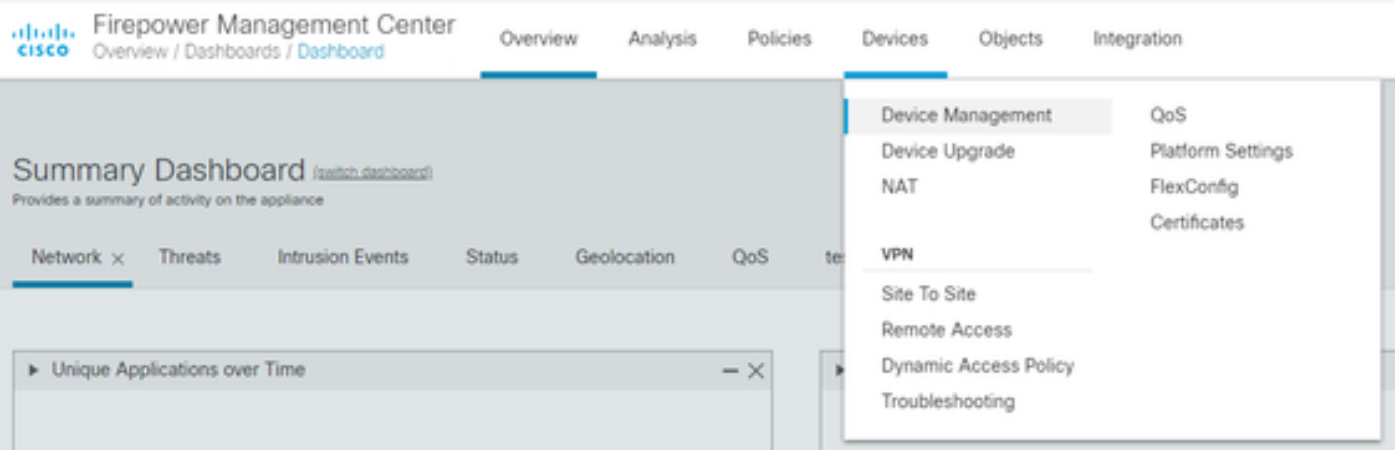 CISCO
Firepower Management Center
Overview / Dashboards / Dashboard
Overview Analysis Policies Devices Objects Integration
Device Management
Device Upgrade
NAT
VPN
Site To Site
Remote Access
Dynamic Access Policy
Troubleshooting
QoS
Platform Settings
FlexConfig
Certificates
Summary Dashboard (switch dashboard)
Provides a summary of activity on the appliance
Network × Threats Intrusion Events Status Geolocation QoS
Unique Applications over Time